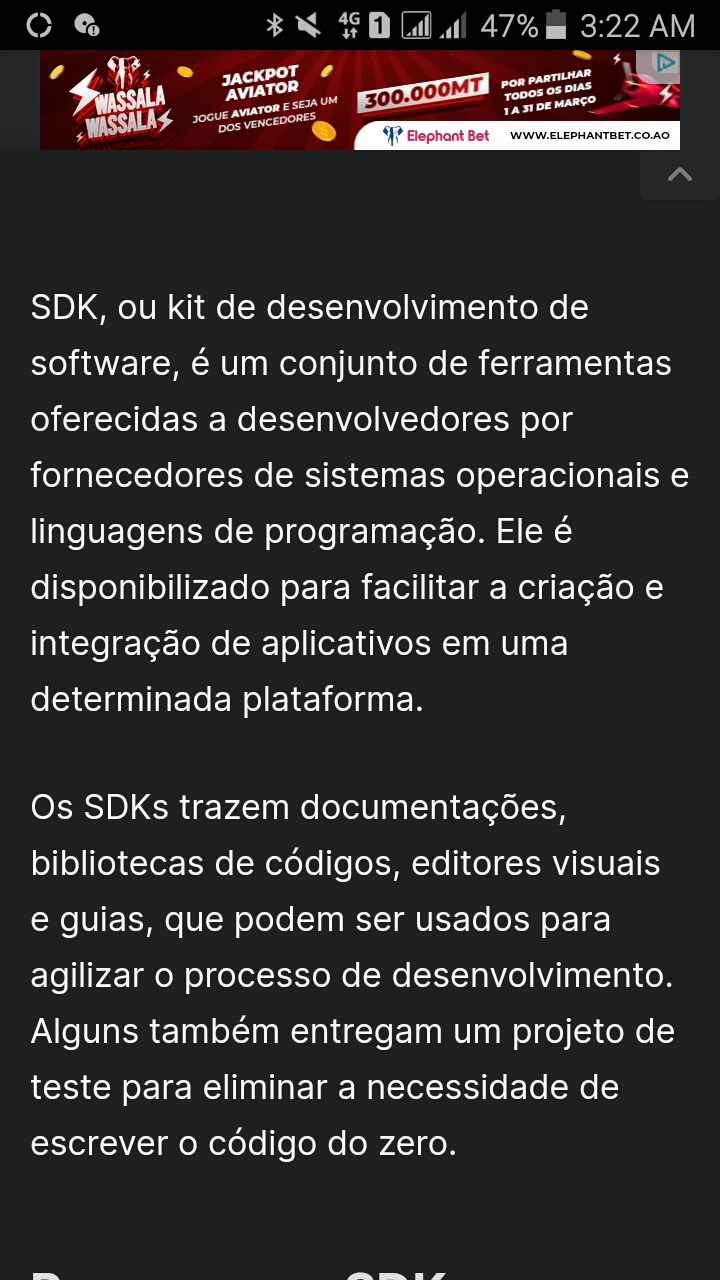 4G 1 47% 3:22 AM
WASSALA
WASSALA
JACKPOT
AVIATOR
JOGUE AVIATOR E SEJA UM
DOS VENCEDORES
300.000MT
POR PARTILHAR
TODOS OS DIAS
1 A 31 DE MARÇO
Elephant Bet
WWW.ELEPHANTBET.CO.AO
SDK, ou kit de desenvolvimento de
software, é um conjunto de ferramentas
oferecidas a desenvolvedores por
fornecedores de sistemas operacionais e
linguagens de programação. Ele é
disponibilizado para facilitar a criação e
integração de aplicativos em uma
determinada plataforma.
Os SDKs trazem documentações,
bibliotecas de códigos, editores visuais
e guias, que podem ser usados para
agilizar o processo de desenvolvimento.
Alguns também entregam um projeto de
teste para eliminar a necessidade de
escrever o código do zero.
SDK